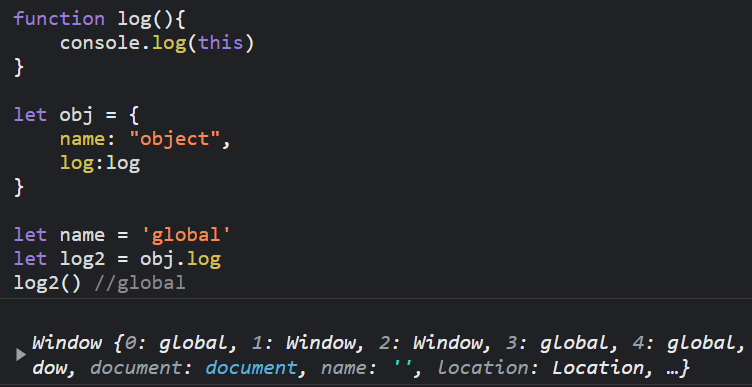 function log(){
    console.log(this)
}
let obj = {
    name: "object",
    log:log
}
let name = 'global'
let log2 = obj.log
log2() //global
Window {0: global, 1: Window, 2: Window, 3: global, 4: global,
dow, document: document, name: '', location: Location, …}